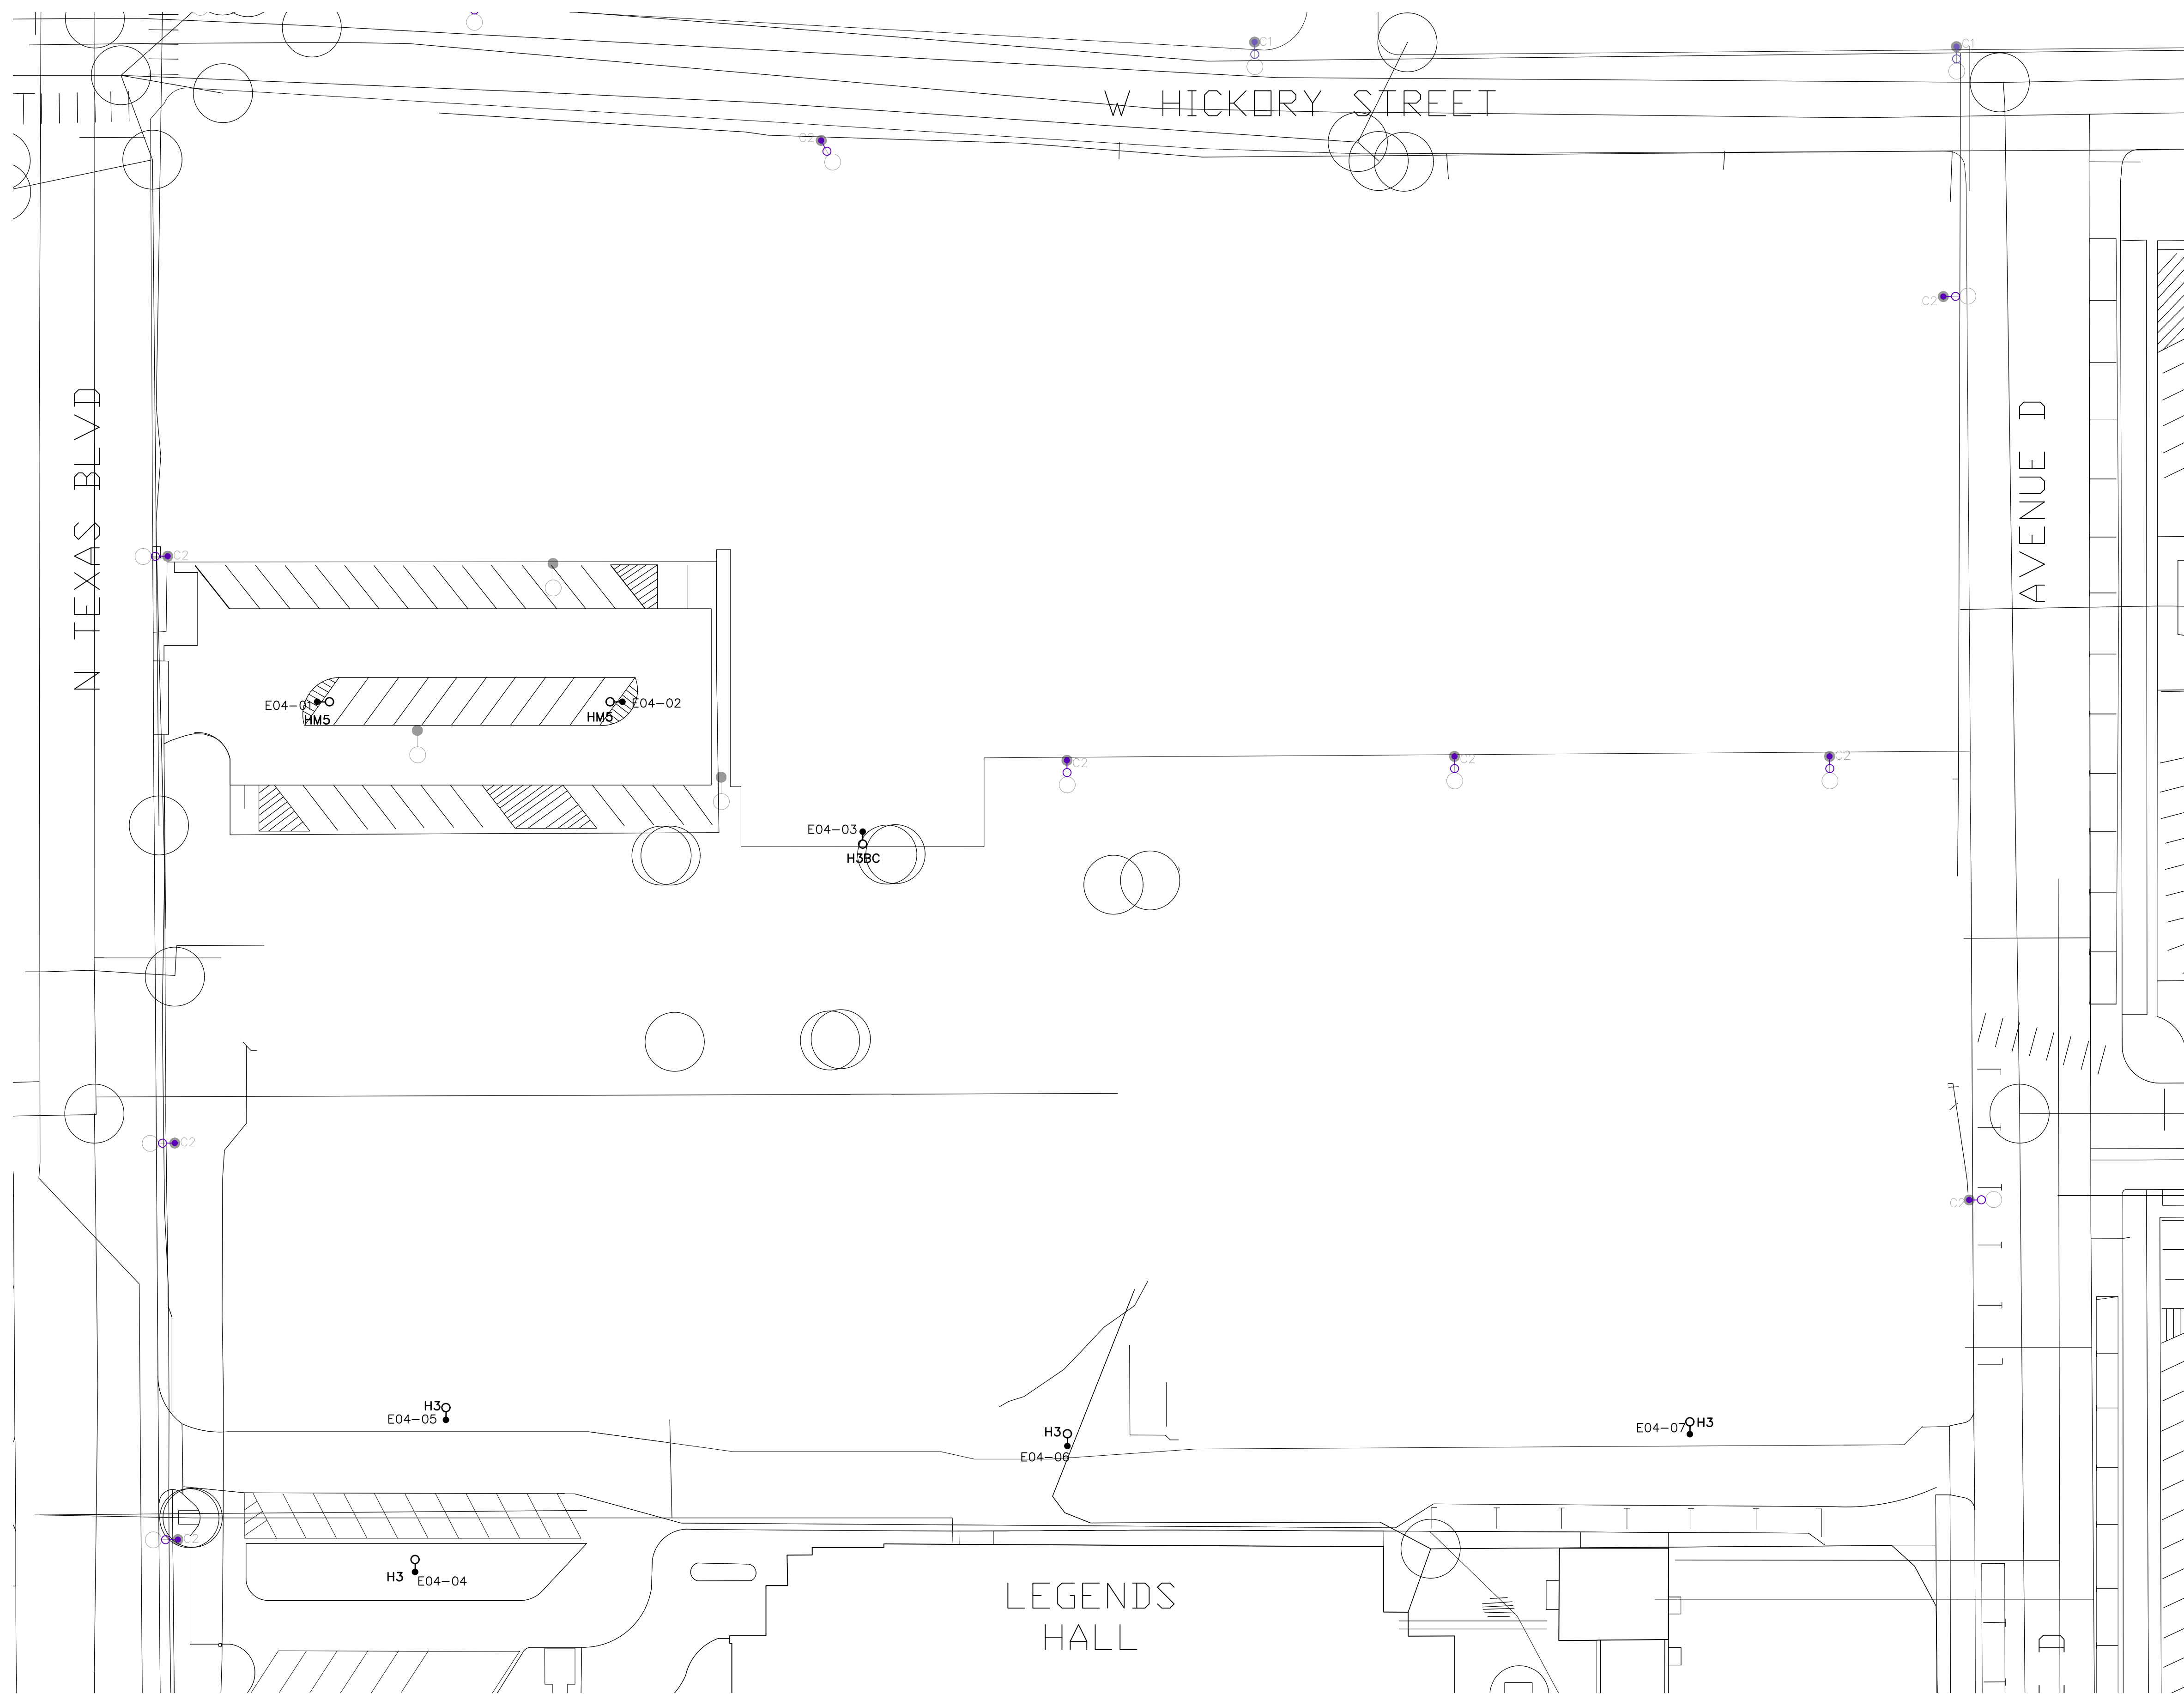 C1
C1
W HICKORY STREET
C2
C2
N TEXAS BLVD
AVENUE D
C2
E04-01
HM5
HM5
E04-02
C2
C2
C2
E04-03
H3BC
C2
C2
H3
E04-05
H3
E04-06
E04-07
H3
C2
H3
E04-04
LEGENDS
HALL
D